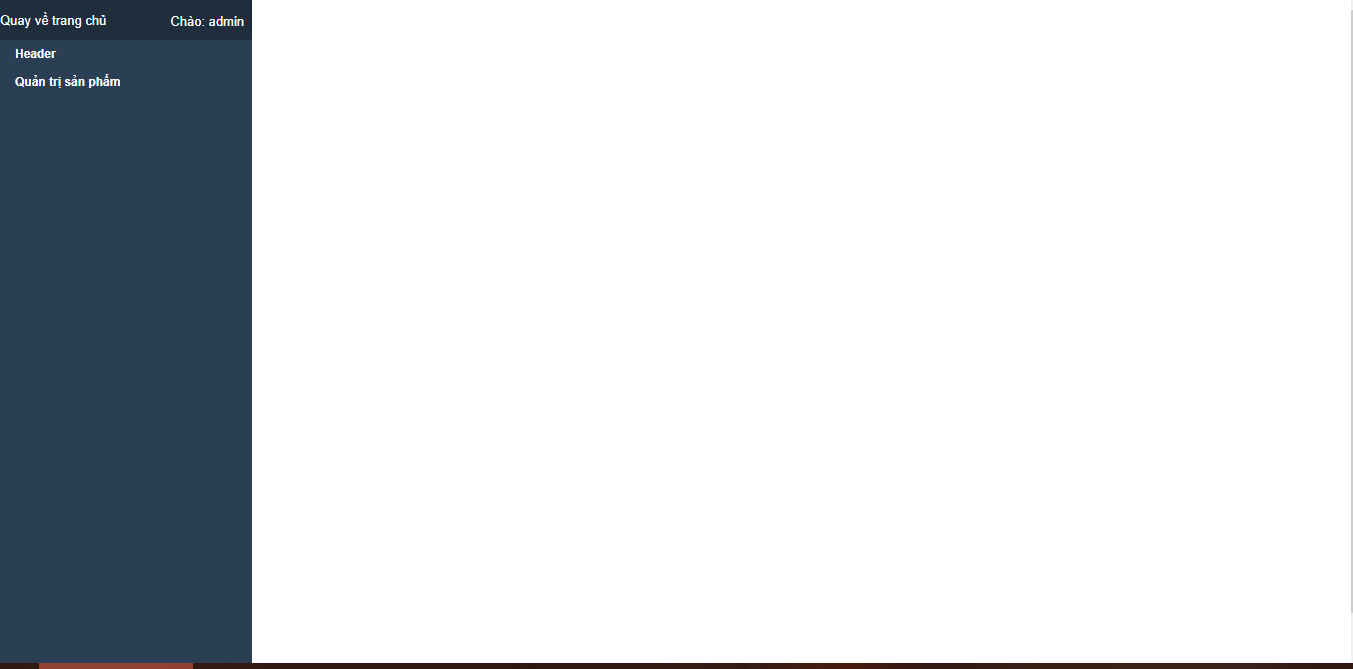 Quay về trang chủ Chào: admin
Header
Quản trị sản phẩm